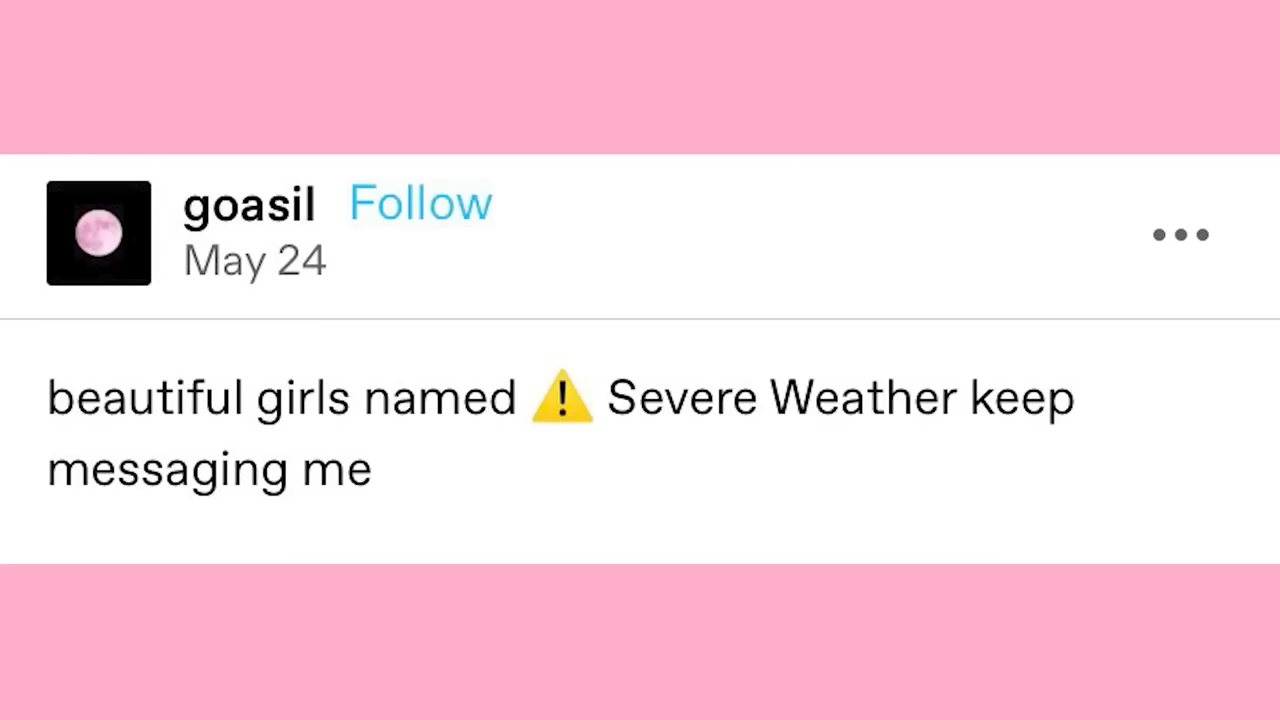 goasil Follow
May 24
beautiful girls named ⚠️ Severe Weather keep
messaging me